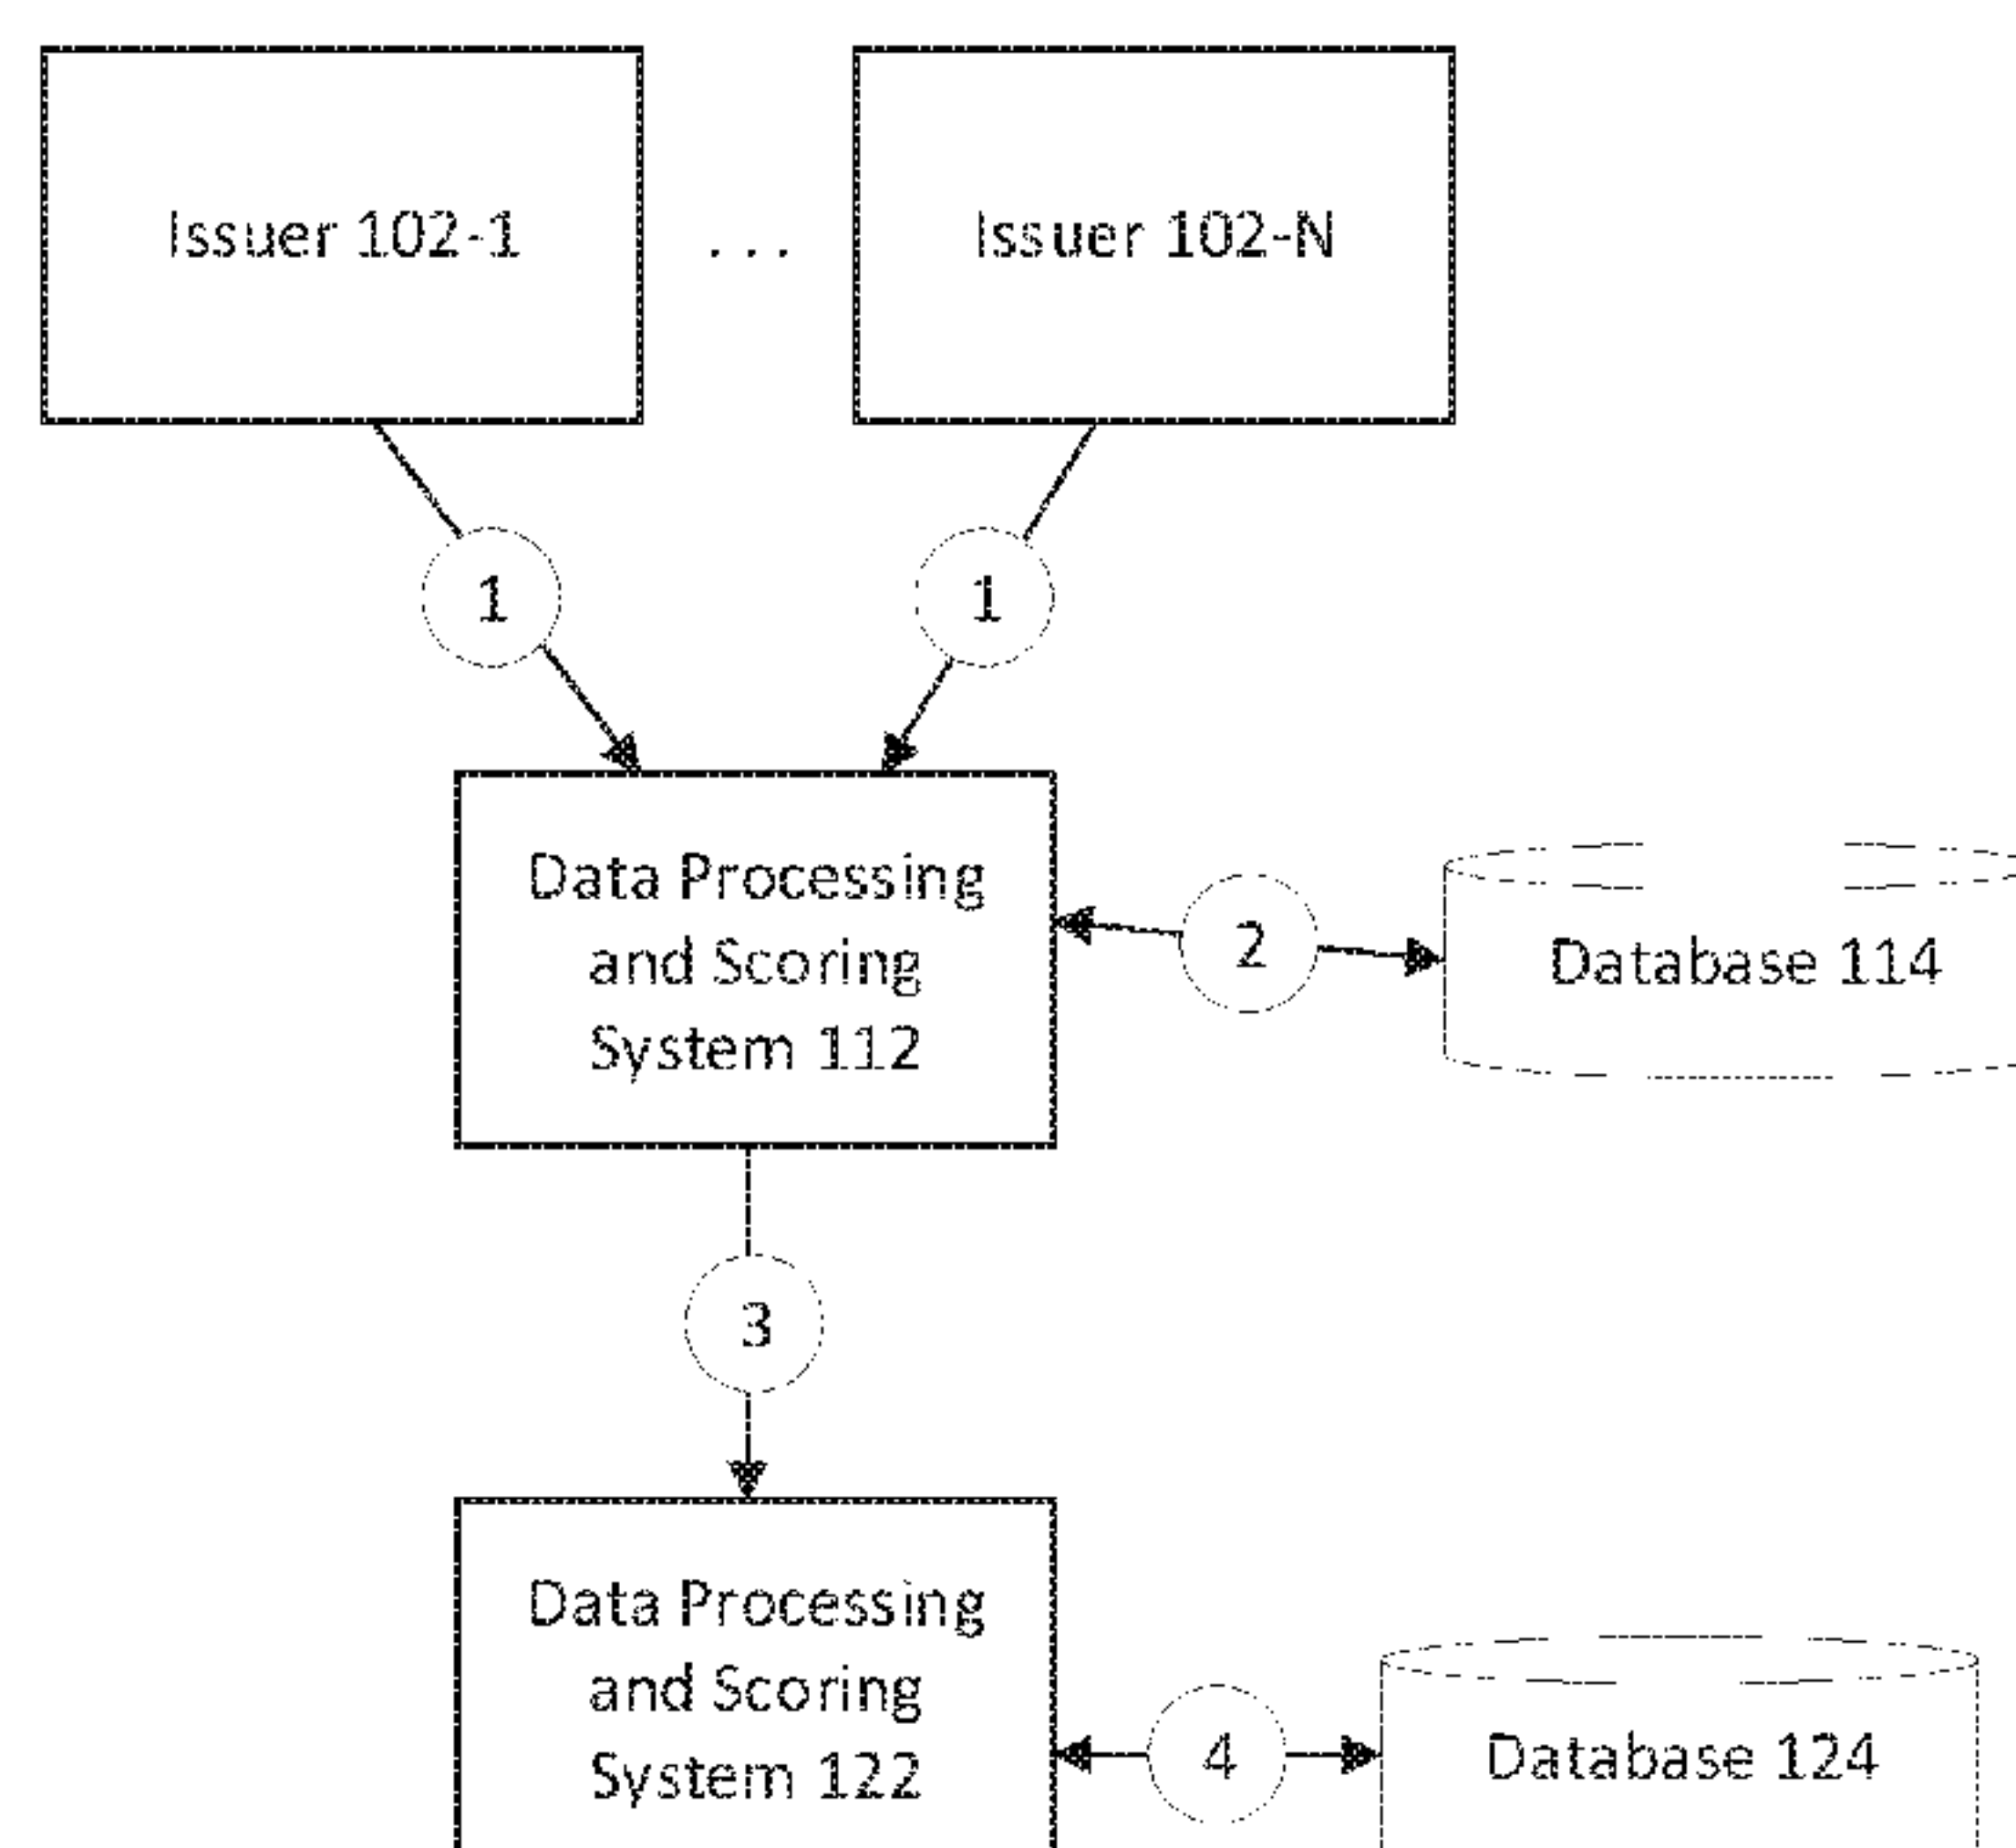 Issuer 102-1
. . .
Issuer 102-N
1
1
Data Processing
and Scoring
System 112
2
Database 114
3
Data Processing
and Scoring
System 122
4
Database 124